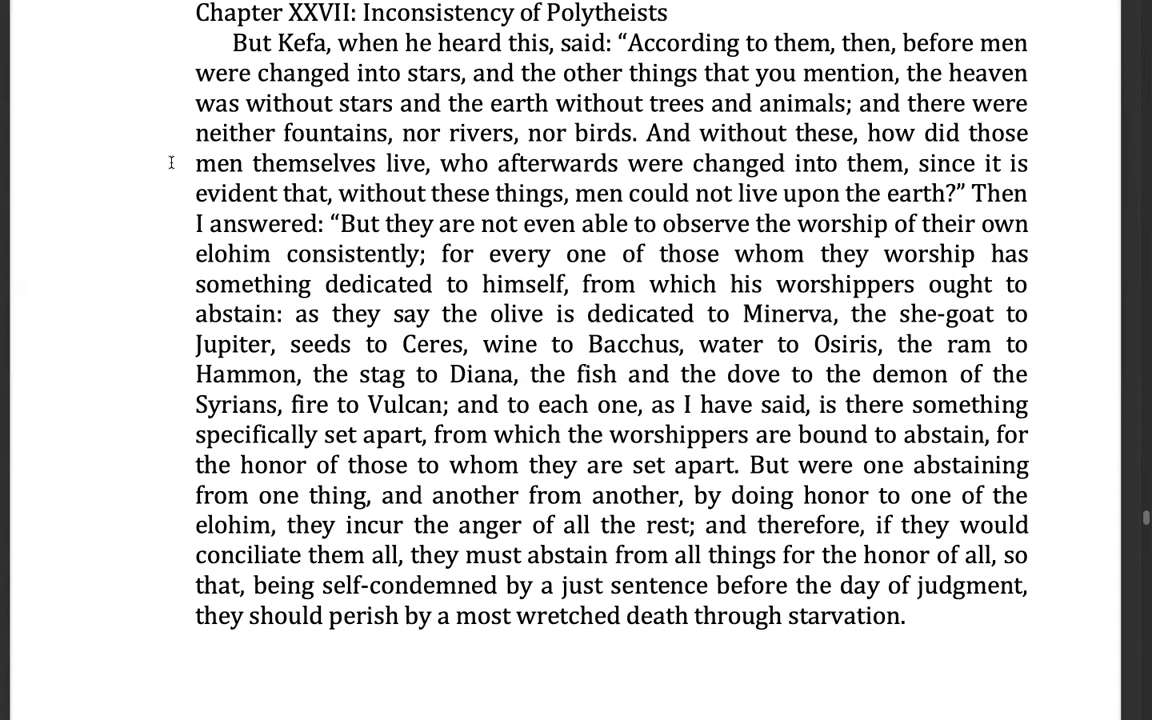 Chapter XXVII: Inconsistency of Polytheists
But Kefa, when he heard this, said: “According to them, then, before men
were changed into stars, and the other things that you mention, the heaven
was without stars and the earth without trees and animals; and there were
neither fountains, nor rivers, nor birds. And without these, how did those
men themselves live, who afterwards were changed into them, since it is
evident that, without these things, men could not live upon the earth?” Then
I answered: “But they are not even able to observe the worship of their own
elohim consistently; for every one of those whom they worship has
something dedicated to himself, from which his worshippers ought to
abstain: as they say the olive is dedicated to Minerva, the she-goat to
Jupiter, seeds to Ceres, wine to Bacchus, water to Osiris, the ram to
Hammon, the stag to Diana, the fish and the dove to the demon of the
Syrians, fire to Vulcan; and to each one, as I have said, is there something
specifically set apart, from which the worshippers are bound to abstain, for
the honor of those to whom they are set apart. But were one abstaining
from one thing, and another from another, by doing honor to one of the
elohim, they incur the anger of all the rest; and therefore, if they would
conciliate them all, they must abstain from all things for the honor of all, so
that, being self-condemned by a just sentence before the day of judgment,
they should perish by a most wretched death through starvation.